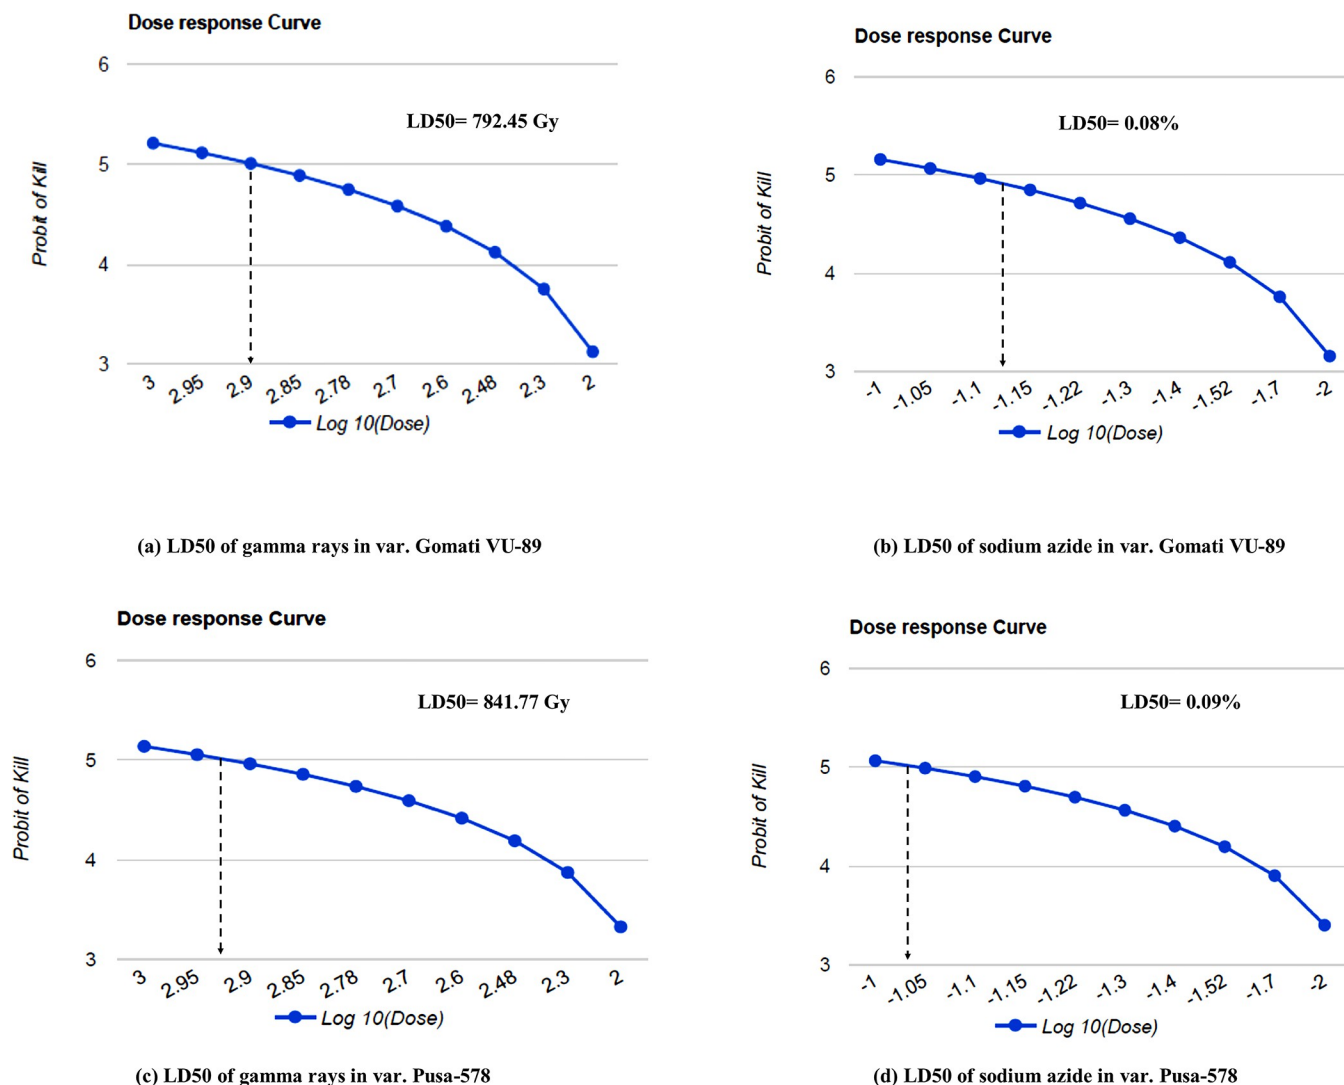 Dose response Curve
6
LD50= 792.45 Gy
5
Probit of Kill
4
3
3 2.95 2.9 2.85 2.78 2.7 2.6 2.48 2.3 2
Log 10(Dose)
(a) LD50 of gamma rays in var. Gomati VU-89
Dose response Curve
6
LD50= 0.08%
5
Probit of Kill
4
3
-1 -1.05 -1.1 -1.15 -1.22 -1.3 -1.4 -1.52 -1.7 -2
Log 10(Dose)
(b) LD50 of sodium azide in var. Gomati VU-89
Dose response Curve
6
LD50= 841.77 Gy
5
Probit of Kill
4
3
3 2.95 2.9 2.85 2.78 2.7 2.6 2.48 2.3 2
Log 10(Dose)
(c) LD50 of gamma rays in var. Pusa-578
Dose response Curve
6
LD50= 0.09%
5
Probit of Kill
4
3
-1 -1.05 -1.1 -1.15 -1.22 -1.3 -1.4 -1.52 -1.7 -2
Log 10(Dose)
(d) LD50 of sodium azide in var. Pusa-578